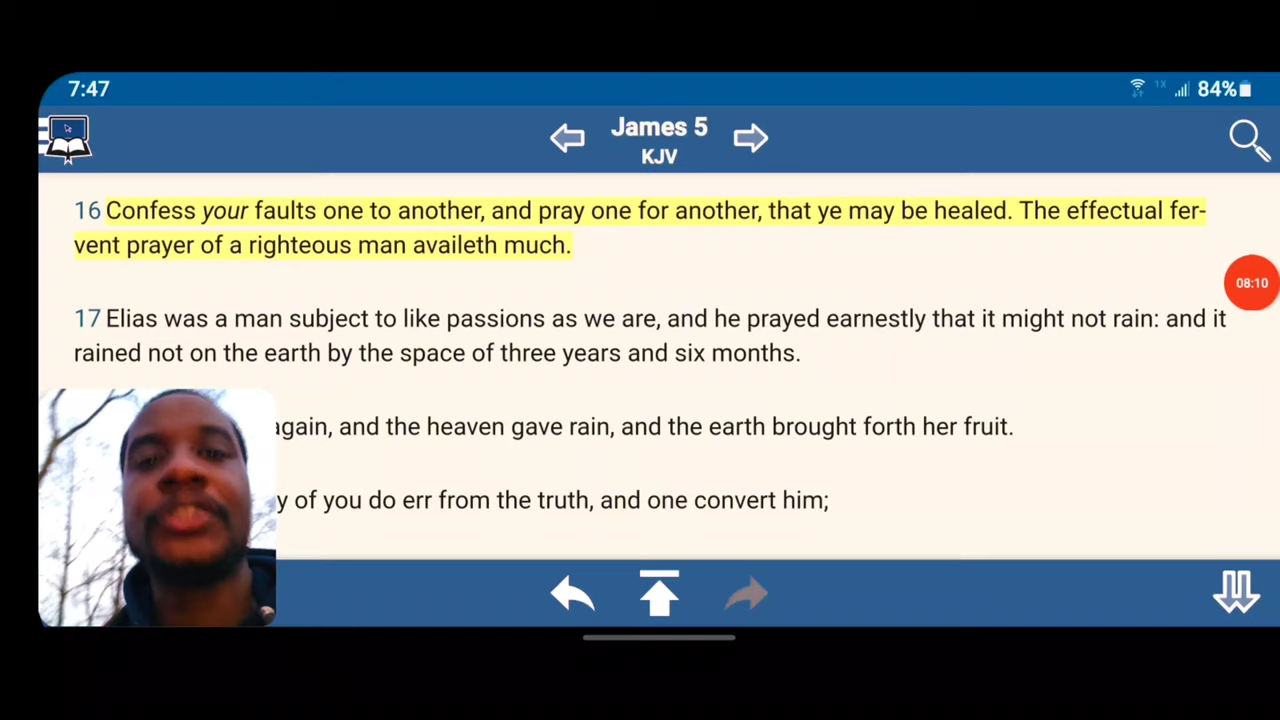 7:47
1X 84%
James 5
KJV
16 Confess your faults one to another, and pray one for another, that ye may be healed. The effectual fer-
vent prayer of a righteous man availeth much.
08:10
17 Elias was a man subject to like passions as we are, and he prayed earnestly that it might not rain: and it
rained not on the earth by the space of three years and six months.
again, and the heaven gave rain, and the earth brought forth her fruit.
y of you do err from the truth, and one convert him;